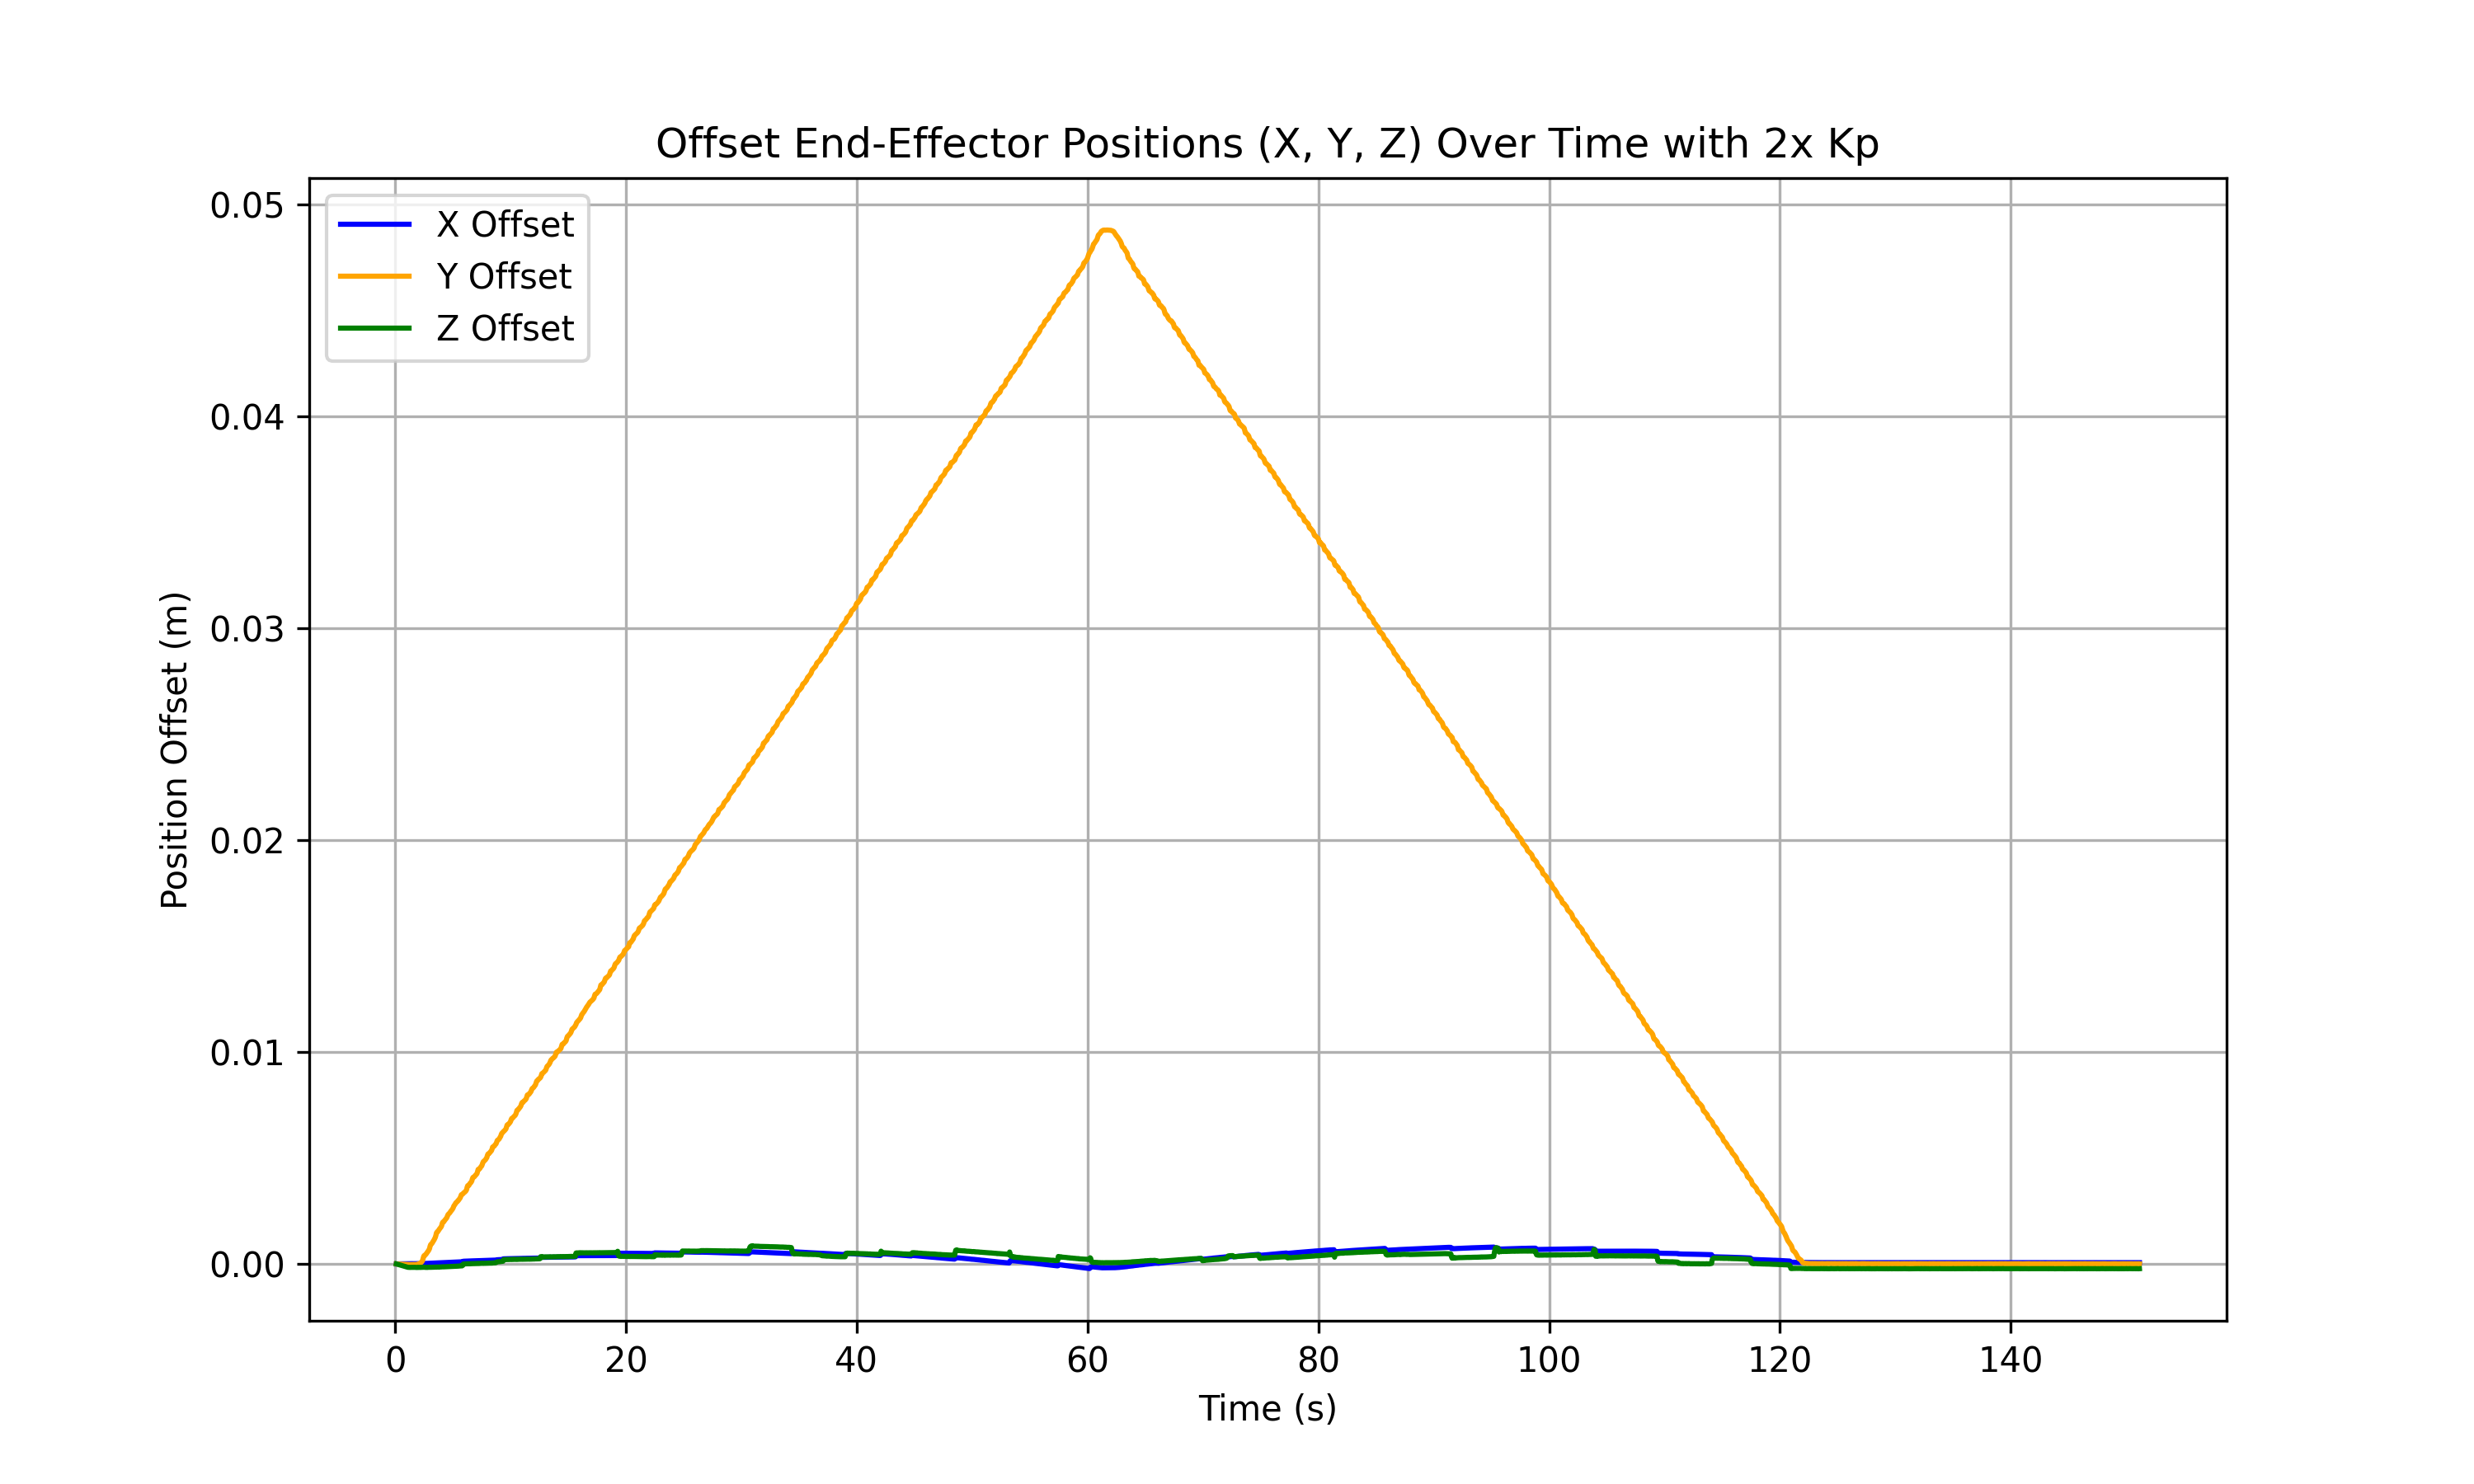 Offset End-Effector Positions (X, Y, Z) Over Time with 2x Kp
X Offset
Y Offset
Z Offset
Position Offset (m)
0.05
0.04
0.03
0.02
0.01
0.00
0 20 40 60 80 100 120 140
Time (s)